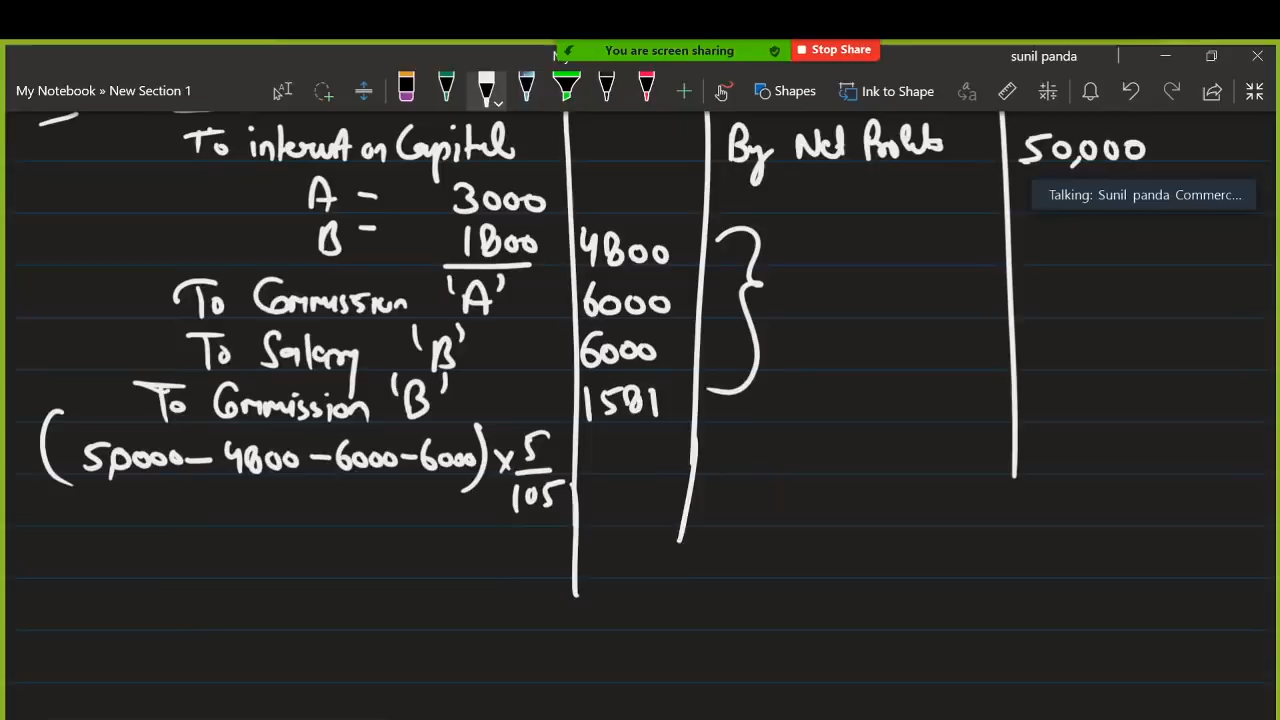 You are screen sharing
Stop Share
My
sunil panda
My Notebook » New Section 1
Shapes
Ink to Shape
To interest on Capital
By Net Profits 50,000
Talking: Sunil panda Commerc...
A - 3000
B - 1800 4800
To Commission 'A' 6000
To Salary 'B' 6000
To Commission 'B' 1581
(50000 - 4800 - 6000 - 6000) × 5/105